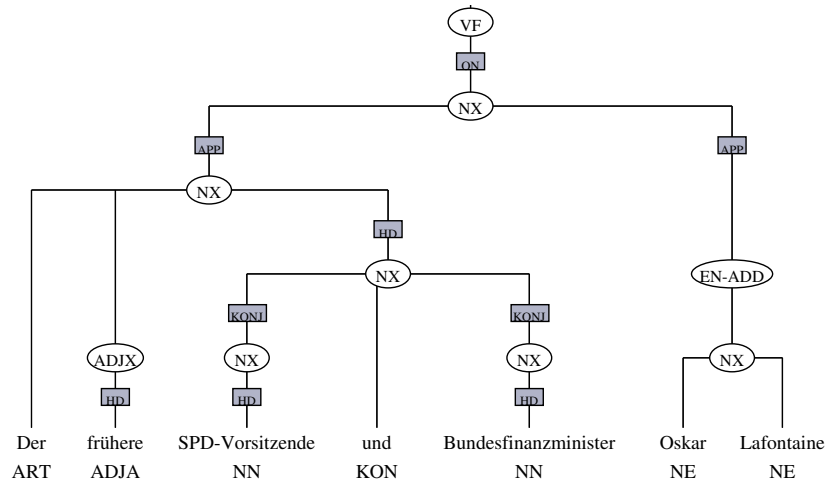 VF
ON
NX
APP APP
NX
HD
NX EN-ADD
KONJ KONJ
ADJX NX NX NX
HD HD HD
Der frühere SPD-Vorsitzende und Bundesfinanzminister Oskar Lafontaine
ART ADJA NN KON NN NE NE